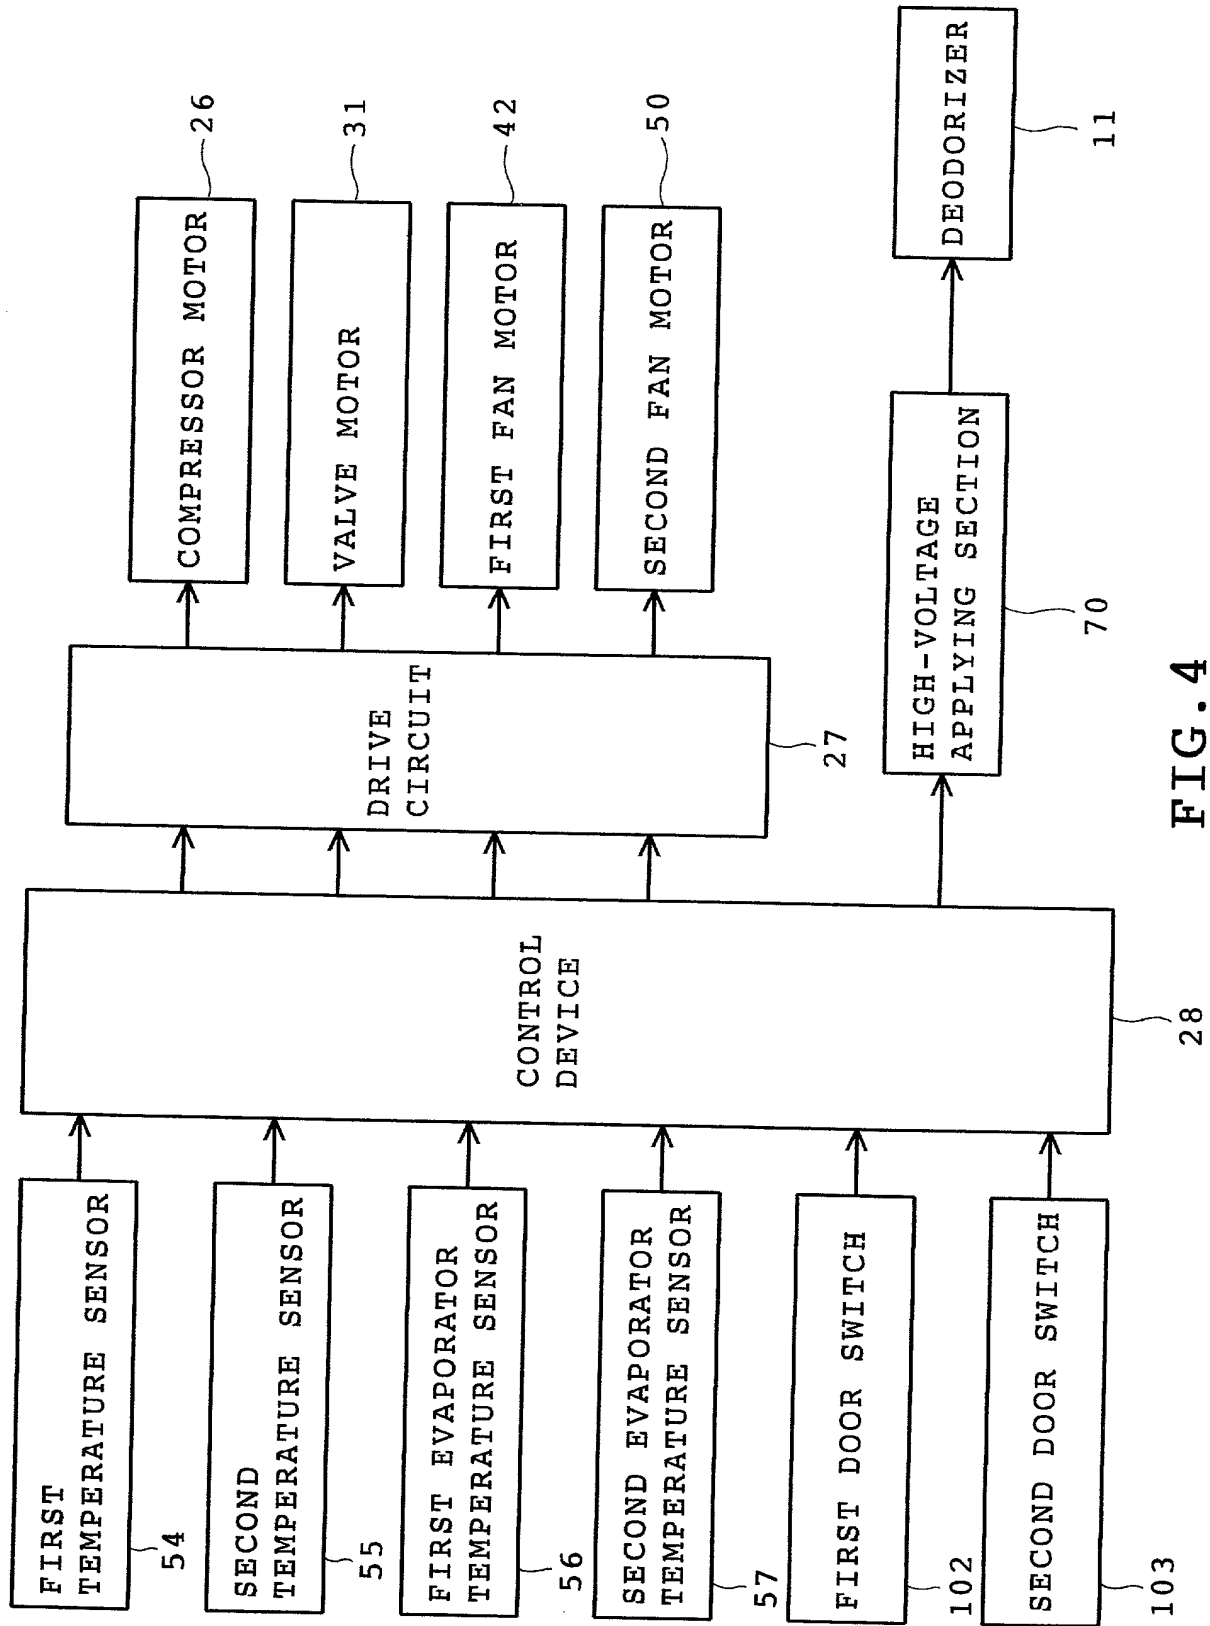 FIRST
TEMPERATURE SENSOR
54
SECOND
TEMPERATURE SENSOR
55
FIRST EVAPORATOR
TEMPERATURE SENSOR
56
SECOND EVAPORATOR
TEMPERATURE SENSOR
57
FIRST DOOR SWITCH
102
SECOND DOOR SWITCH
103
CONTROL
DEVICE
28
DRIVE
CIRCUIT
27
COMPRESSOR MOTOR
26
VALVE MOTOR
31
FIRST FAN MOTOR
42
SECOND FAN MOTOR
50
HIGH-VOLTAGE
APPLYING SECTION
70
DEODORIZER
11
FIG.4